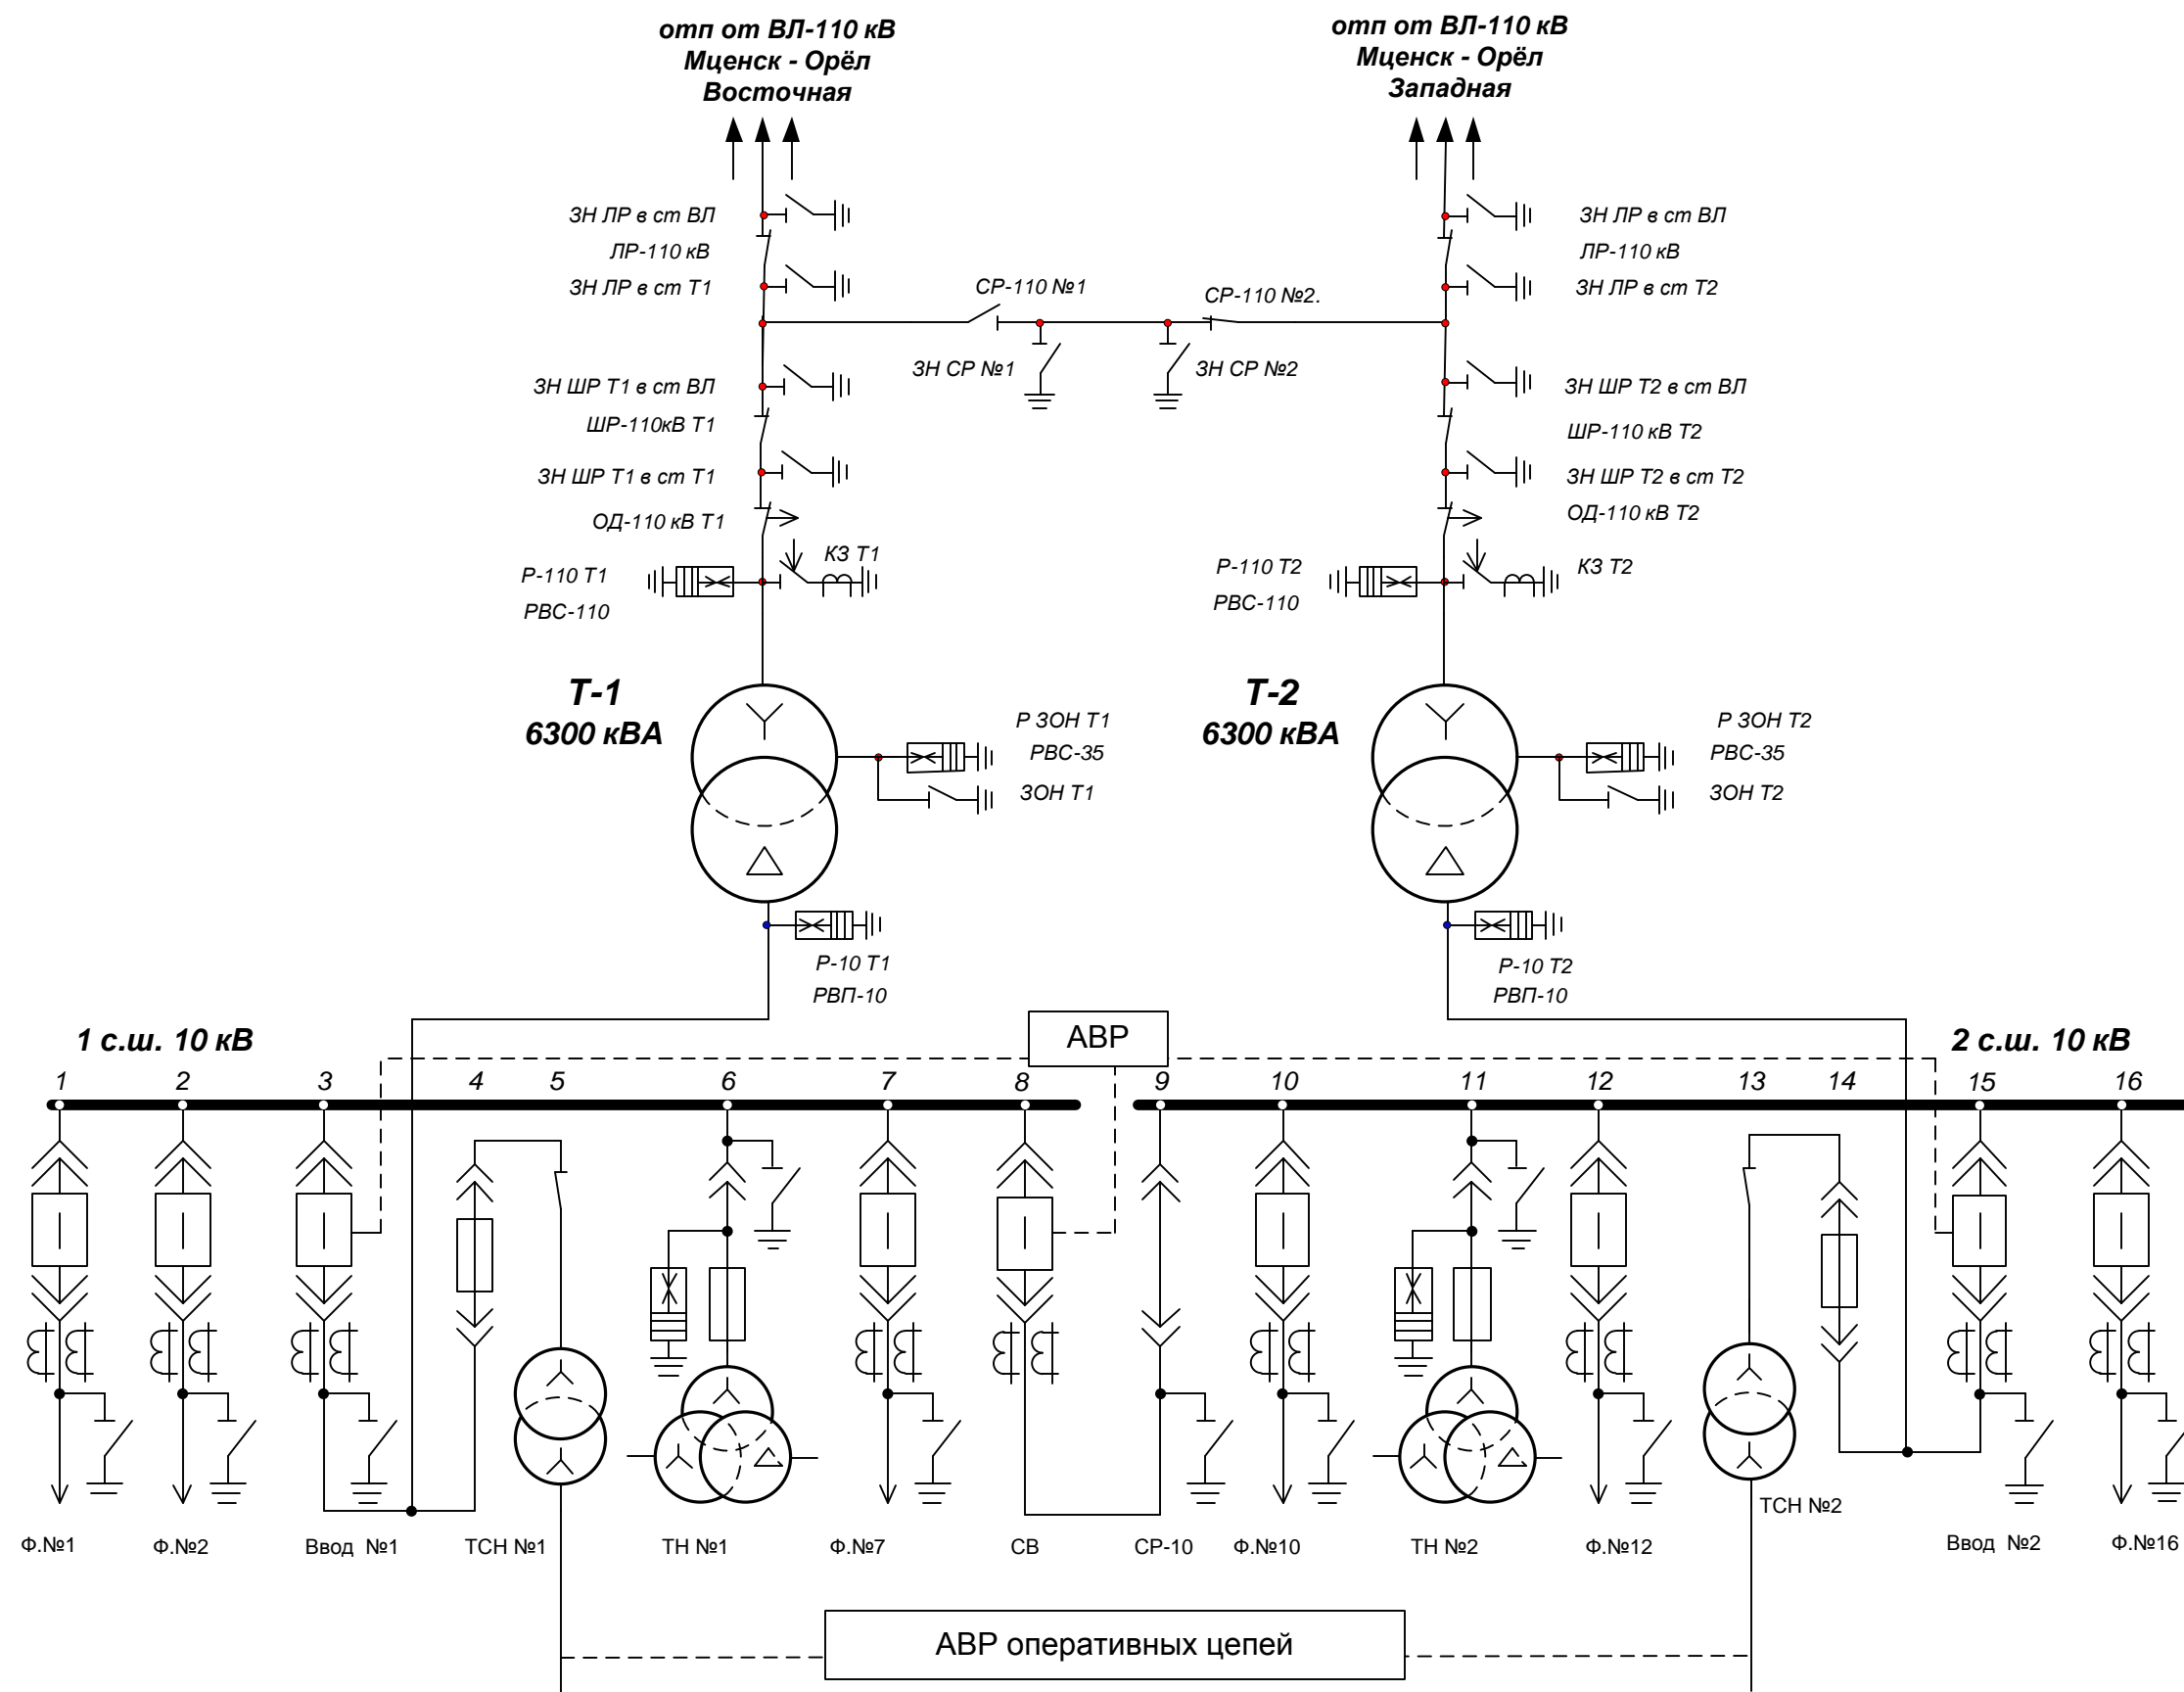 отп от ВЛ-110 кВ
Мценск - Орёл
Восточная
отп от ВЛ-110 кВ
Мценск - Орёл
Западная
ЗН ЛР в ст ВЛ
ЛР-110 кВ
ЗН ЛР в ст Т1
ЗН ЛР в ст ВЛ
ЛР-110 кВ
ЗН ЛР в ст Т2
СР-110 №1
СР-110 №2.
ЗН СР №1
ЗН СР №2
ЗН ШР Т1 в ст ВЛ
ШР-110кВ Т1
ЗН ШР Т1 в ст Т1
ОД-110 кВ Т1
КЗ Т1
Р-110 Т1
РВС-110
ЗН ШР Т2 в ст ВЛ
ШР-110 кВ Т2
ЗН ШР Т2 в ст Т2
ОД-110 кВ Т2
КЗ Т2
Р-110 Т2
РВС-110
Т-1
6300 кВА
Р ЗОН Т1
РВС-35
ЗОН Т1
Т-2
6300 кВА
Р ЗОН Т2
РВС-35
ЗОН Т2
Р-10 Т1
РВП-10
Р-10 Т2
РВП-10
1 с.ш. 10 кВ
АВР
2 с.ш. 10 кВ
1 2 3 4 5 6 7 8 9 10 11 12 13 14 15 16
ТСН №2
Ф.№1
Ф.№2
Ввод №1
ТСН №1
ТН №1
Ф.№7
СВ
СР-10
Ф.№10
ТН №2
Ф.№12
Ввод №2
Ф.№16
АВР оперативных цепей